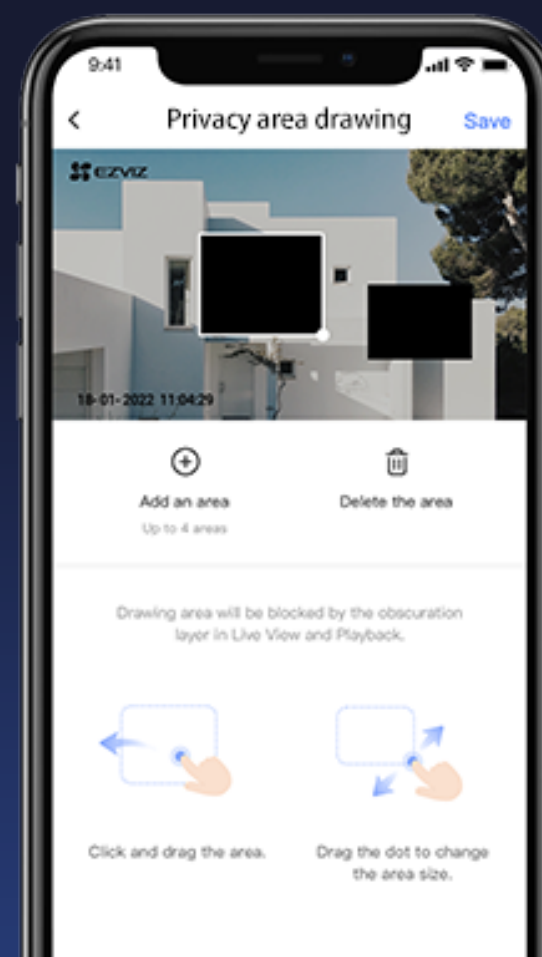 9:41
Privacy area drawing
Save
EZVIZ
18-01-2022 11:04:29
Add an area
Delete the area
Up to 4 areas
Drawing area will be blocked by the obscuration
layer in Live View and Playback.
Click and drag the area.
Drag the dot to change
the area size.